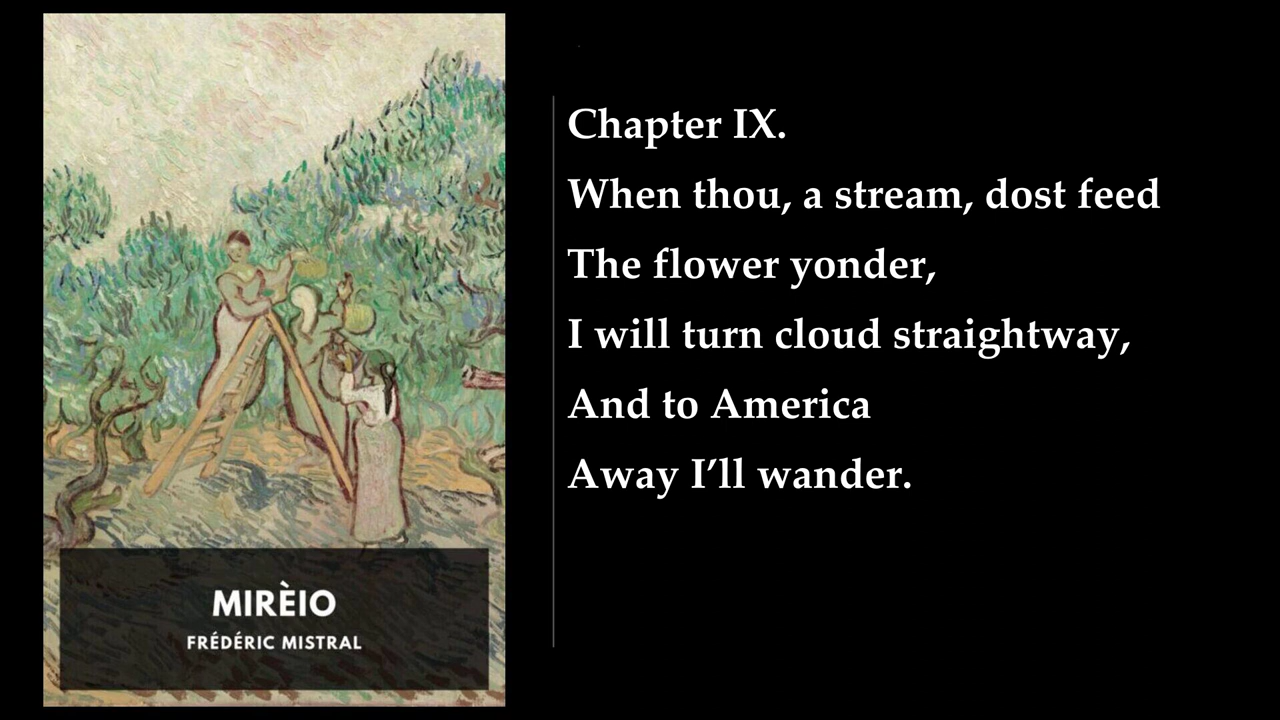 Chapter IX.
When thou, a stream, dost feed
The flower yonder,
I will turn cloud straightway,
And to America
Away I’ll wander.
MIRÈIO
FRÉDÉRIC MISTRAL